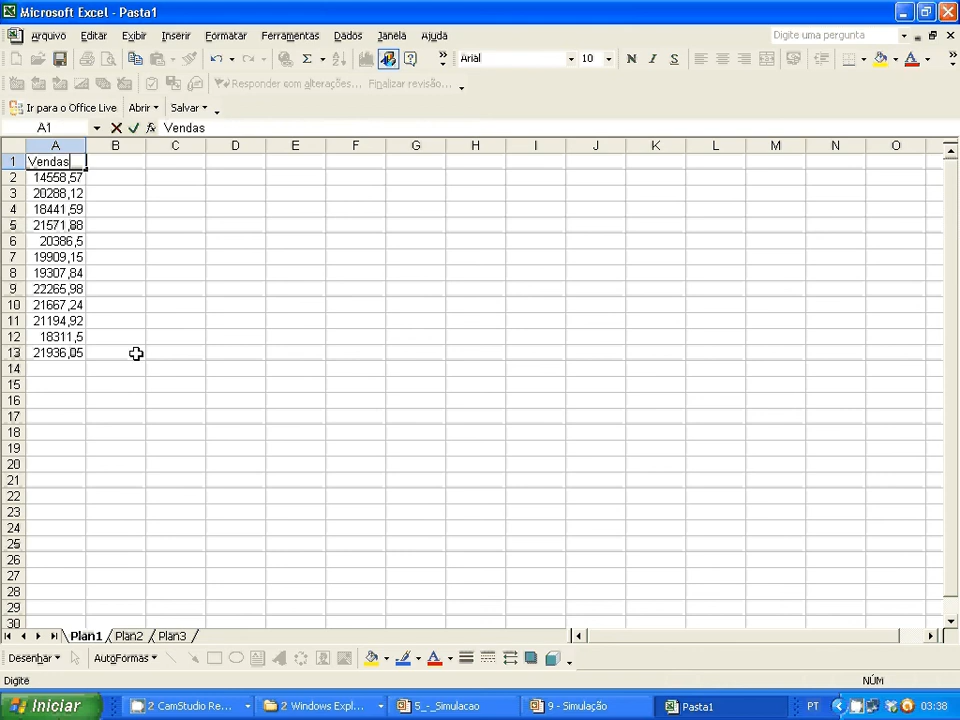 Microsoft Excel - Pasta1
Arquivo Editar Exibir Inserir Formatar Ferramentas Dados Janela Ajuda Digite uma pergunta
Arial 10 N I S
Responder com alterações... Finalizar revisão...
Ir para o Office Live Abrir Salvar
A1 fx Vendas
A B C D E F G H I J K L M N O
1 Vendas
2 14558,57
3 20288,12
4 18441,59
5 21571,88
6 20386,5
7 19909,15
8 19307,84
9 22265,98
10 21667,24
11 21194,92
12 18311,5
13 21936,05
14
15
16
17
18
19
20
21
22
23
24
25
26
27
28
29
30
Plan1 Plan2 Plan3
Desenhar AutoFormas
Digite NÚM
Iniciar 2 CamStudio Re... 2 Windows Expl... 5_-_Simulacao 9 - Simulação Pasta1 PT 03:38